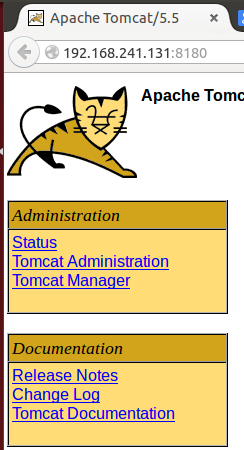 Apache Tomcat/5.5
192.168.241.131:8180
Apache Tomc
Administration
Status
Tomcat Administration
Tomcat Manager
Documentation
Release Notes
Change Log
Tomcat Documentation